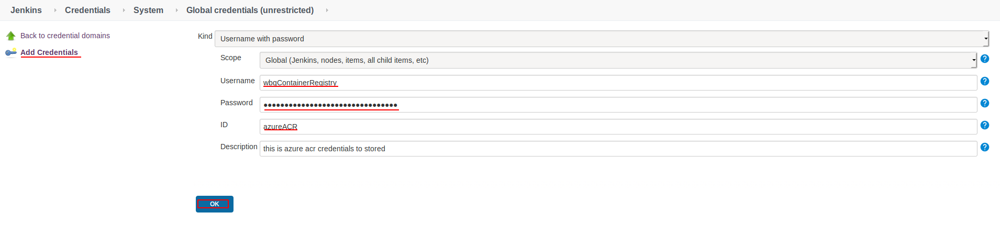 Jenkins Credentials System Global credentials (unrestricted)
Back to credential domains
Add Credentials
Kind Username with password
Scope Global (Jenkins, nodes, items, all child items, etc)
Username wbgContainerRegistry
Password ••••••••••••••••••••••••••••••••
ID azureACR
Description this is azure acr credentials to stored
OK